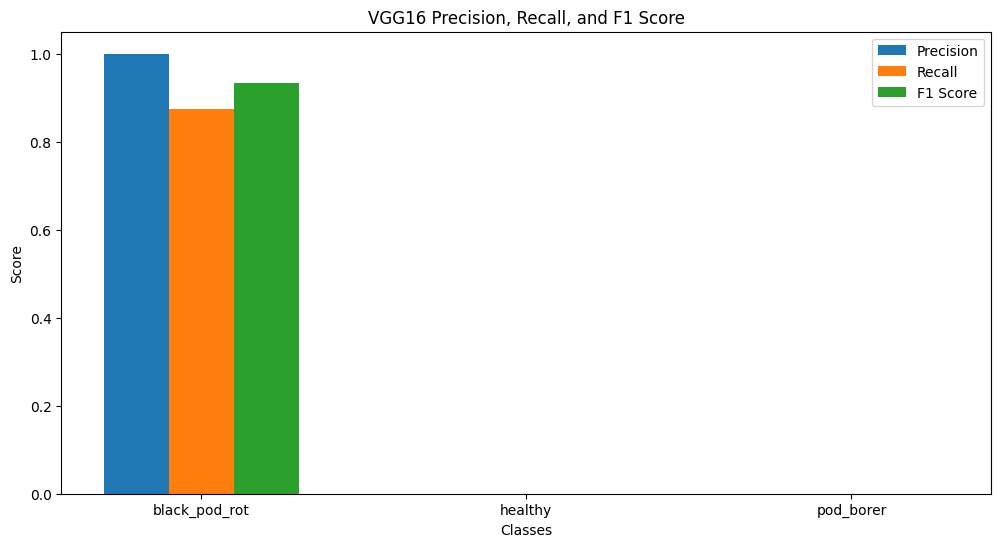 VGG16 Precision, Recall, and F1 Score
Precision
Recall
F1 Score
1.0
0.8
0.6
0.4
0.2
0.0
Score
black_pod_rot
healthy
pod_borer
Classes